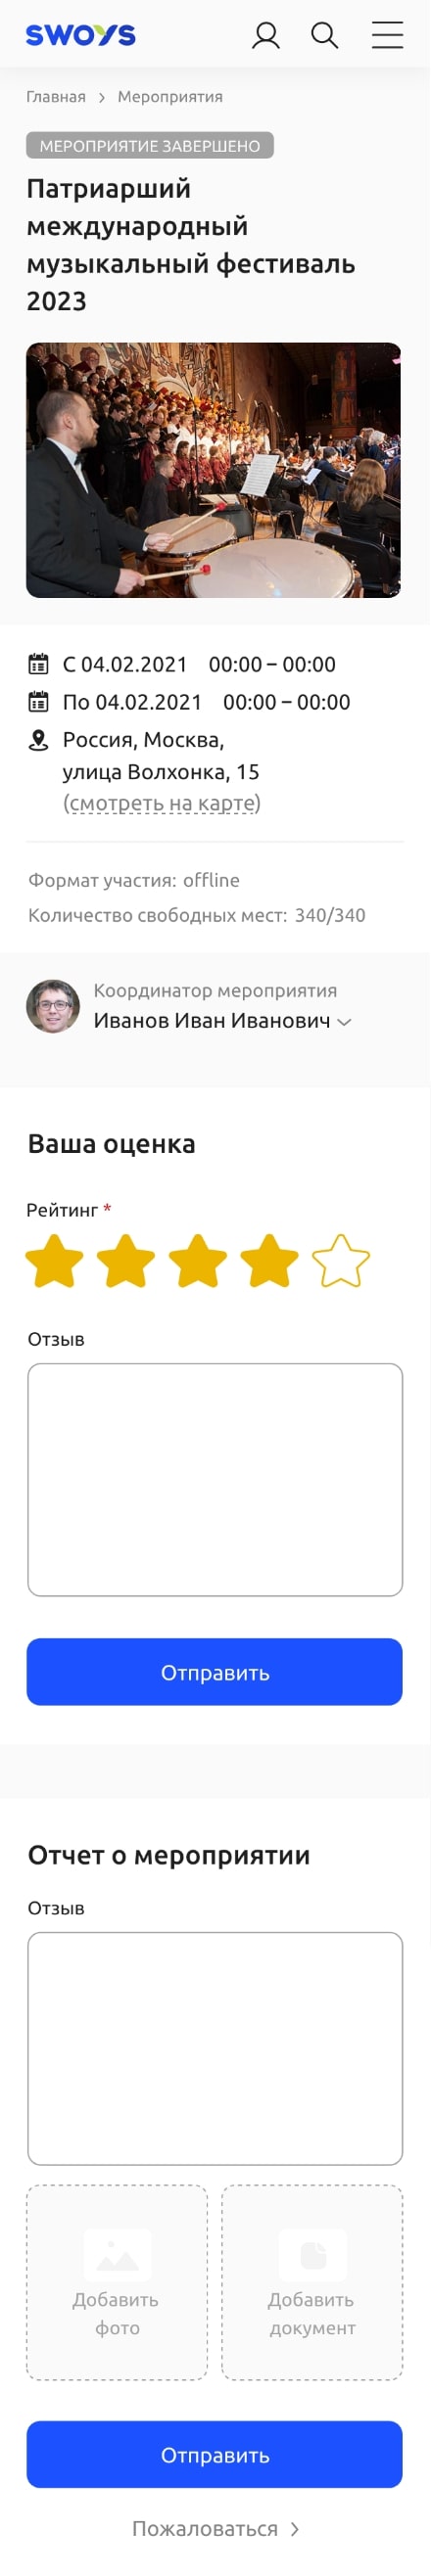 SWOYS
Главная > Мероприятия
МЕРОПРИЯТИЕ ЗАВЕРШЕНО
Патриарший
международный
музыкальный фестиваль
2023
С 04.02.2021 00:00 – 00:00
По 04.02.2021 00:00 – 00:00
Россия, Москва,
улица Волхонка, 15
(смотреть на карте)
Формат участия: offline
Количество свободных мест: 340/340
Координатор мероприятия
Иванов Иван Иванович
Ваша оценка
Рейтинг *
Отзыв
Отправить
Отчет о мероприятии
Отзыв
Добавить
фото
Добавить
документ
Отправить
Пожаловаться >